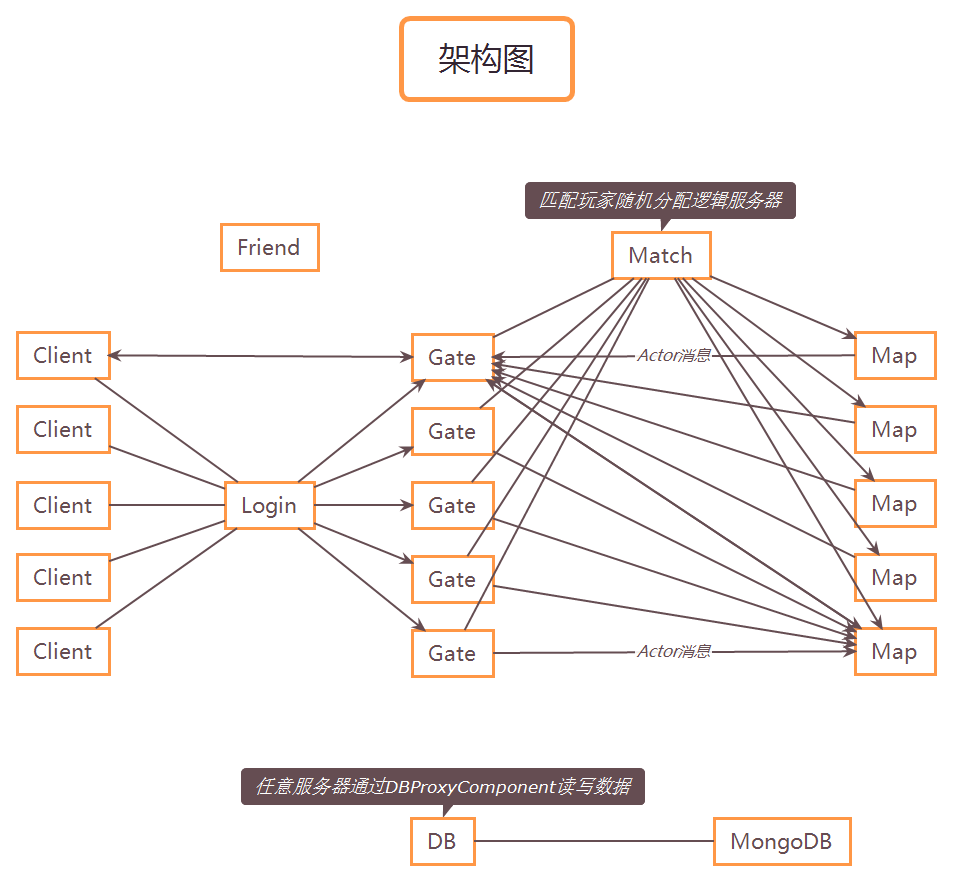 架构图
匹配玩家随机分配逻辑服务器
Friend
Match
Client
Gate
Actor消息
Map
Client
Gate
Map
Client
Login
Gate
Map
Client
Gate
Map
Client
Gate
Actor消息
Map
任意服务器通过DBProxyComponent读写数据
DB
MongoDB